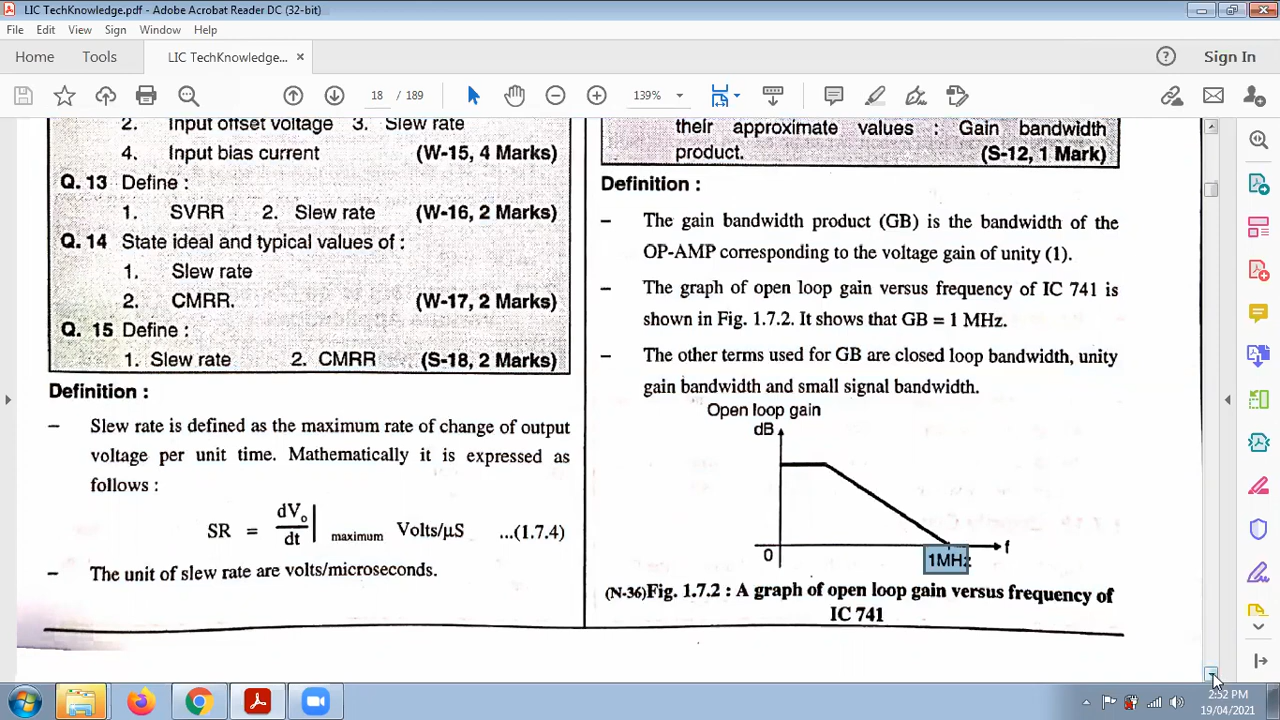 LIC TechKnowledge.pdf - Adobe Acrobat Reader DC (32-bit)
File Edit View Sign Window Help
Home Tools LIC TechKnowledge... × Sign In
18 / 189 139%
2. Input offset voltage 3. Slew rate
4. Input bias current (W-15, 4 Marks)
Q. 13 Define :
1. SVRR 2. Slew rate (W-16, 2 Marks)
Q. 14 State ideal and typical values of :
1. Slew rate
2. CMRR. (W-17, 2 Marks)
Q. 15 Define :
1. Slew rate 2. CMRR (S-18, 2 Marks)
Definition :
– Slew rate is defined as the maximum rate of change of output
voltage per unit time. Mathematically it is expressed as
follows :
SR = dVo/dt | maximum Volts/μS ...(1.7.4)
– The unit of slew rate are volts/microseconds.
their approximate values : Gain bandwidth
product. (S-12, 1 Mark)
Definition :
– The gain bandwidth product (GB) is the bandwidth of the
OP-AMP corresponding to the voltage gain of unity (1).
– The graph of open loop gain versus frequency of IC 741 is
shown in Fig. 1.7.2. It shows that GB = 1 MHz.
– The other terms used for GB are closed loop bandwidth, unity
gain bandwidth and small signal bandwidth.
Open loop gain
dB
0
f
1MHz
(N-36)Fig. 1.7.2 : A graph of open loop gain versus frequency of
IC 741
2:52 PM
19/04/2021